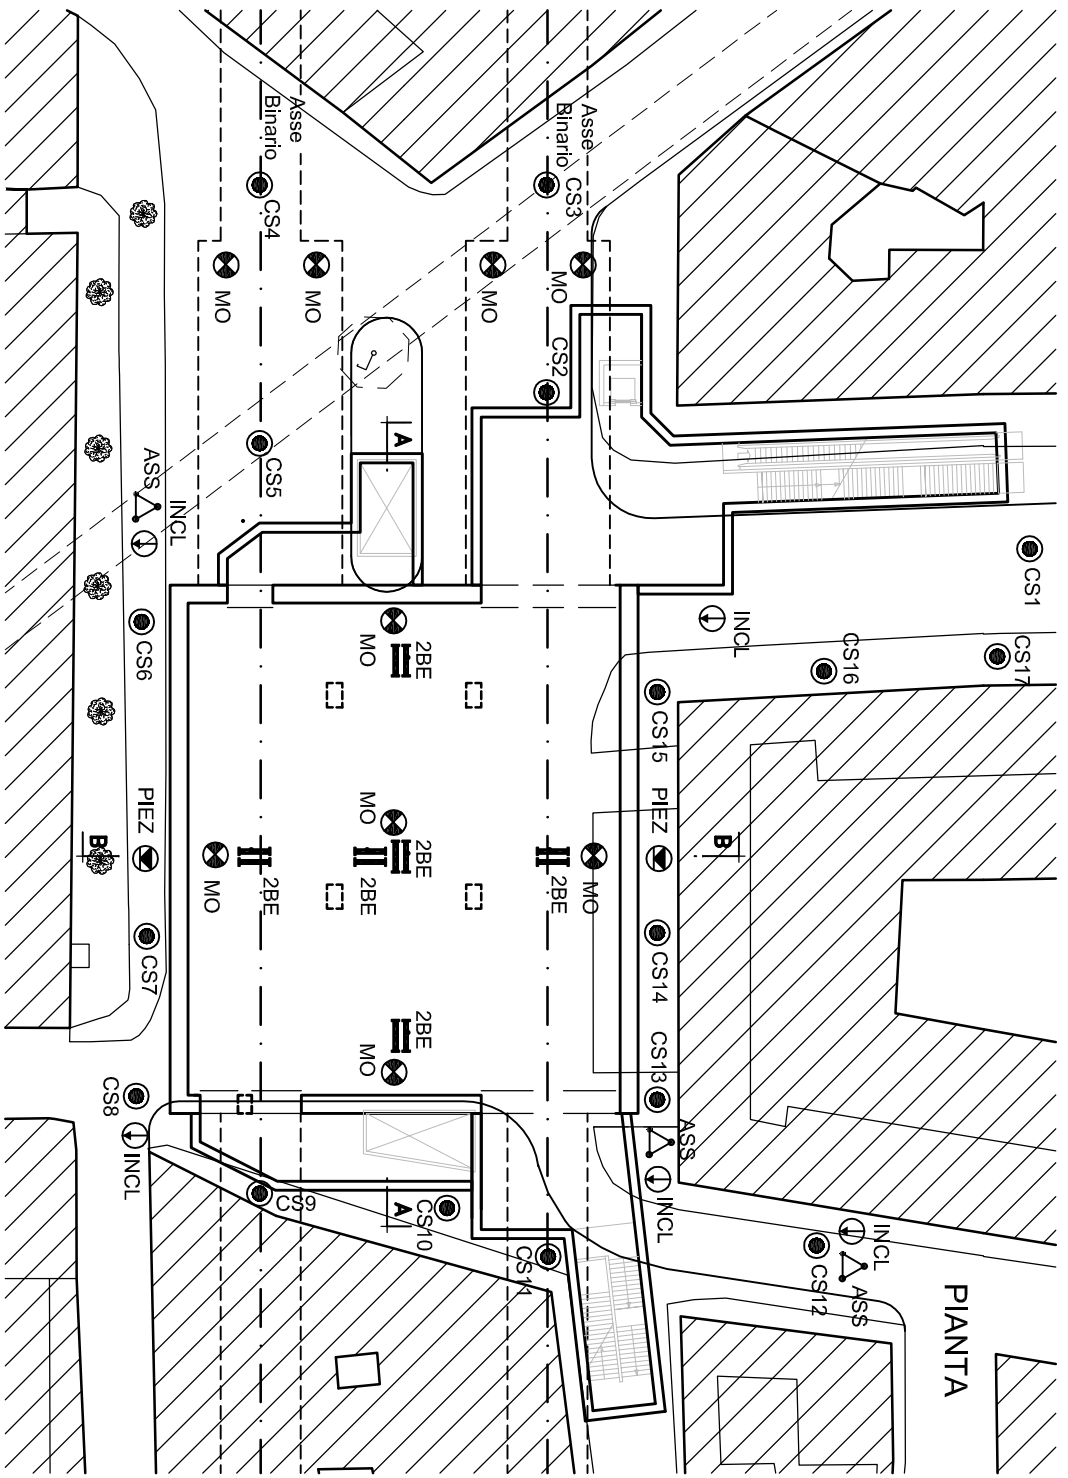 PIANTA
Asse
Binario
CS4
Asse
Binario
CS3
MO
MO
MO
MO
CS2
A
CS5
ASS
INCL
CS1
INCL
CS17
CS16
CS15
CS6
MO
2BE
PIEZ
B
MO
2BE
MO
2BE
2BE
2BE
MO
PIEZ
B
CS7
CS14
2BE
MO
CS13
CS8
INCL
ASS
INCL
CS9
A
CS10
CS11
INCL
ASS
CS12